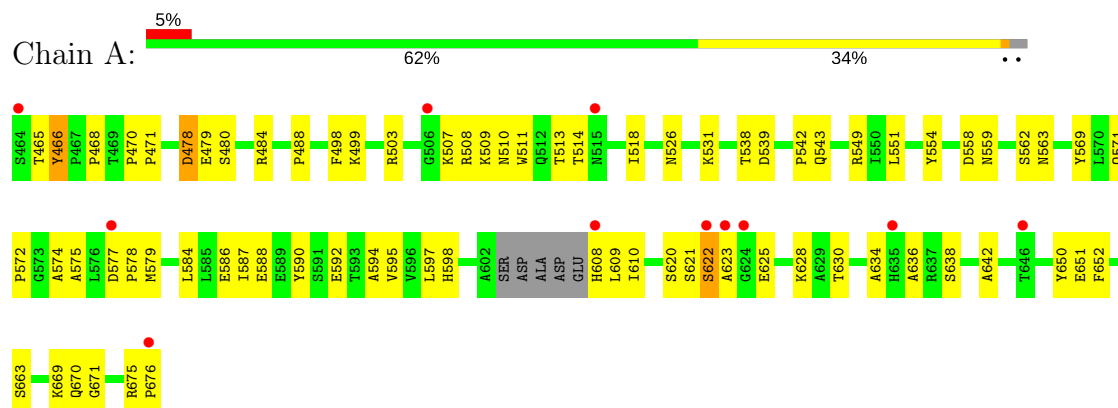 5%
Chain A:
62% 34% • •
S464 T465 Y466 P467 P468 T469 P470 P471 D478 E479 S480 R484 P488 F498 K499 R503 G506 K507 R508 K509 N510 W511 Q512 T513 T514 N515 I518 N526 K531 T538 D539 P542 Q543 R549 I550 L551 Y554 D558 N559 S562 N563 Y569 L570 Q571
P572 G573 A574 A575 L576 D577 P578 M579 L584 L585 E586 I587 E588 E589 Y590 S591 E592 T593 A594 V595 V596 L597 H598 A602 SER ASP ALA ASP GLU H608 L609 I610 S620 S621 S622 A623 G624 E625 K628 A629 T630 A634 H635 A636 R637 S638 A642 T646 Y650 E651 F652
S663 K669 Q670 G671 R675 P676